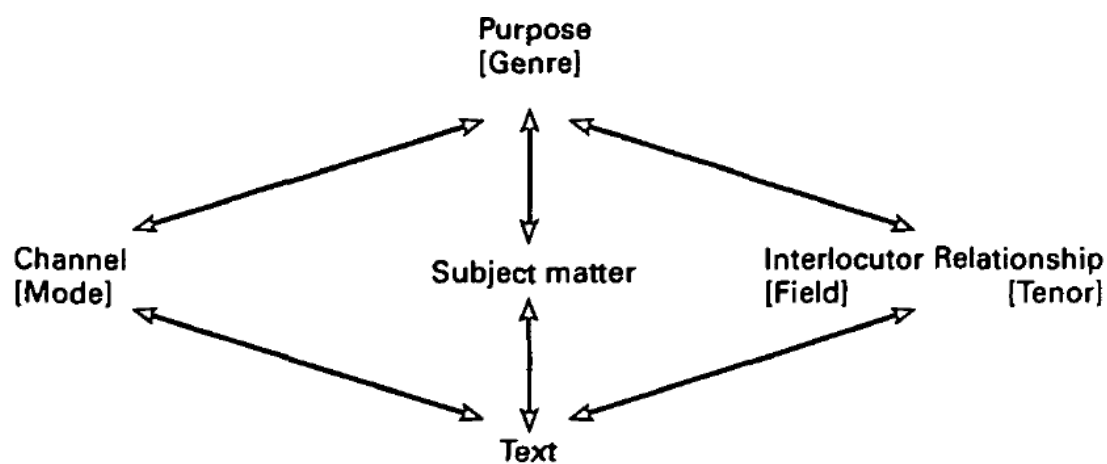 Purpose
[Genre]
Channel
[Mode]
Subject matter
Interlocutor Relationship
[Field] [Tenor]
Text